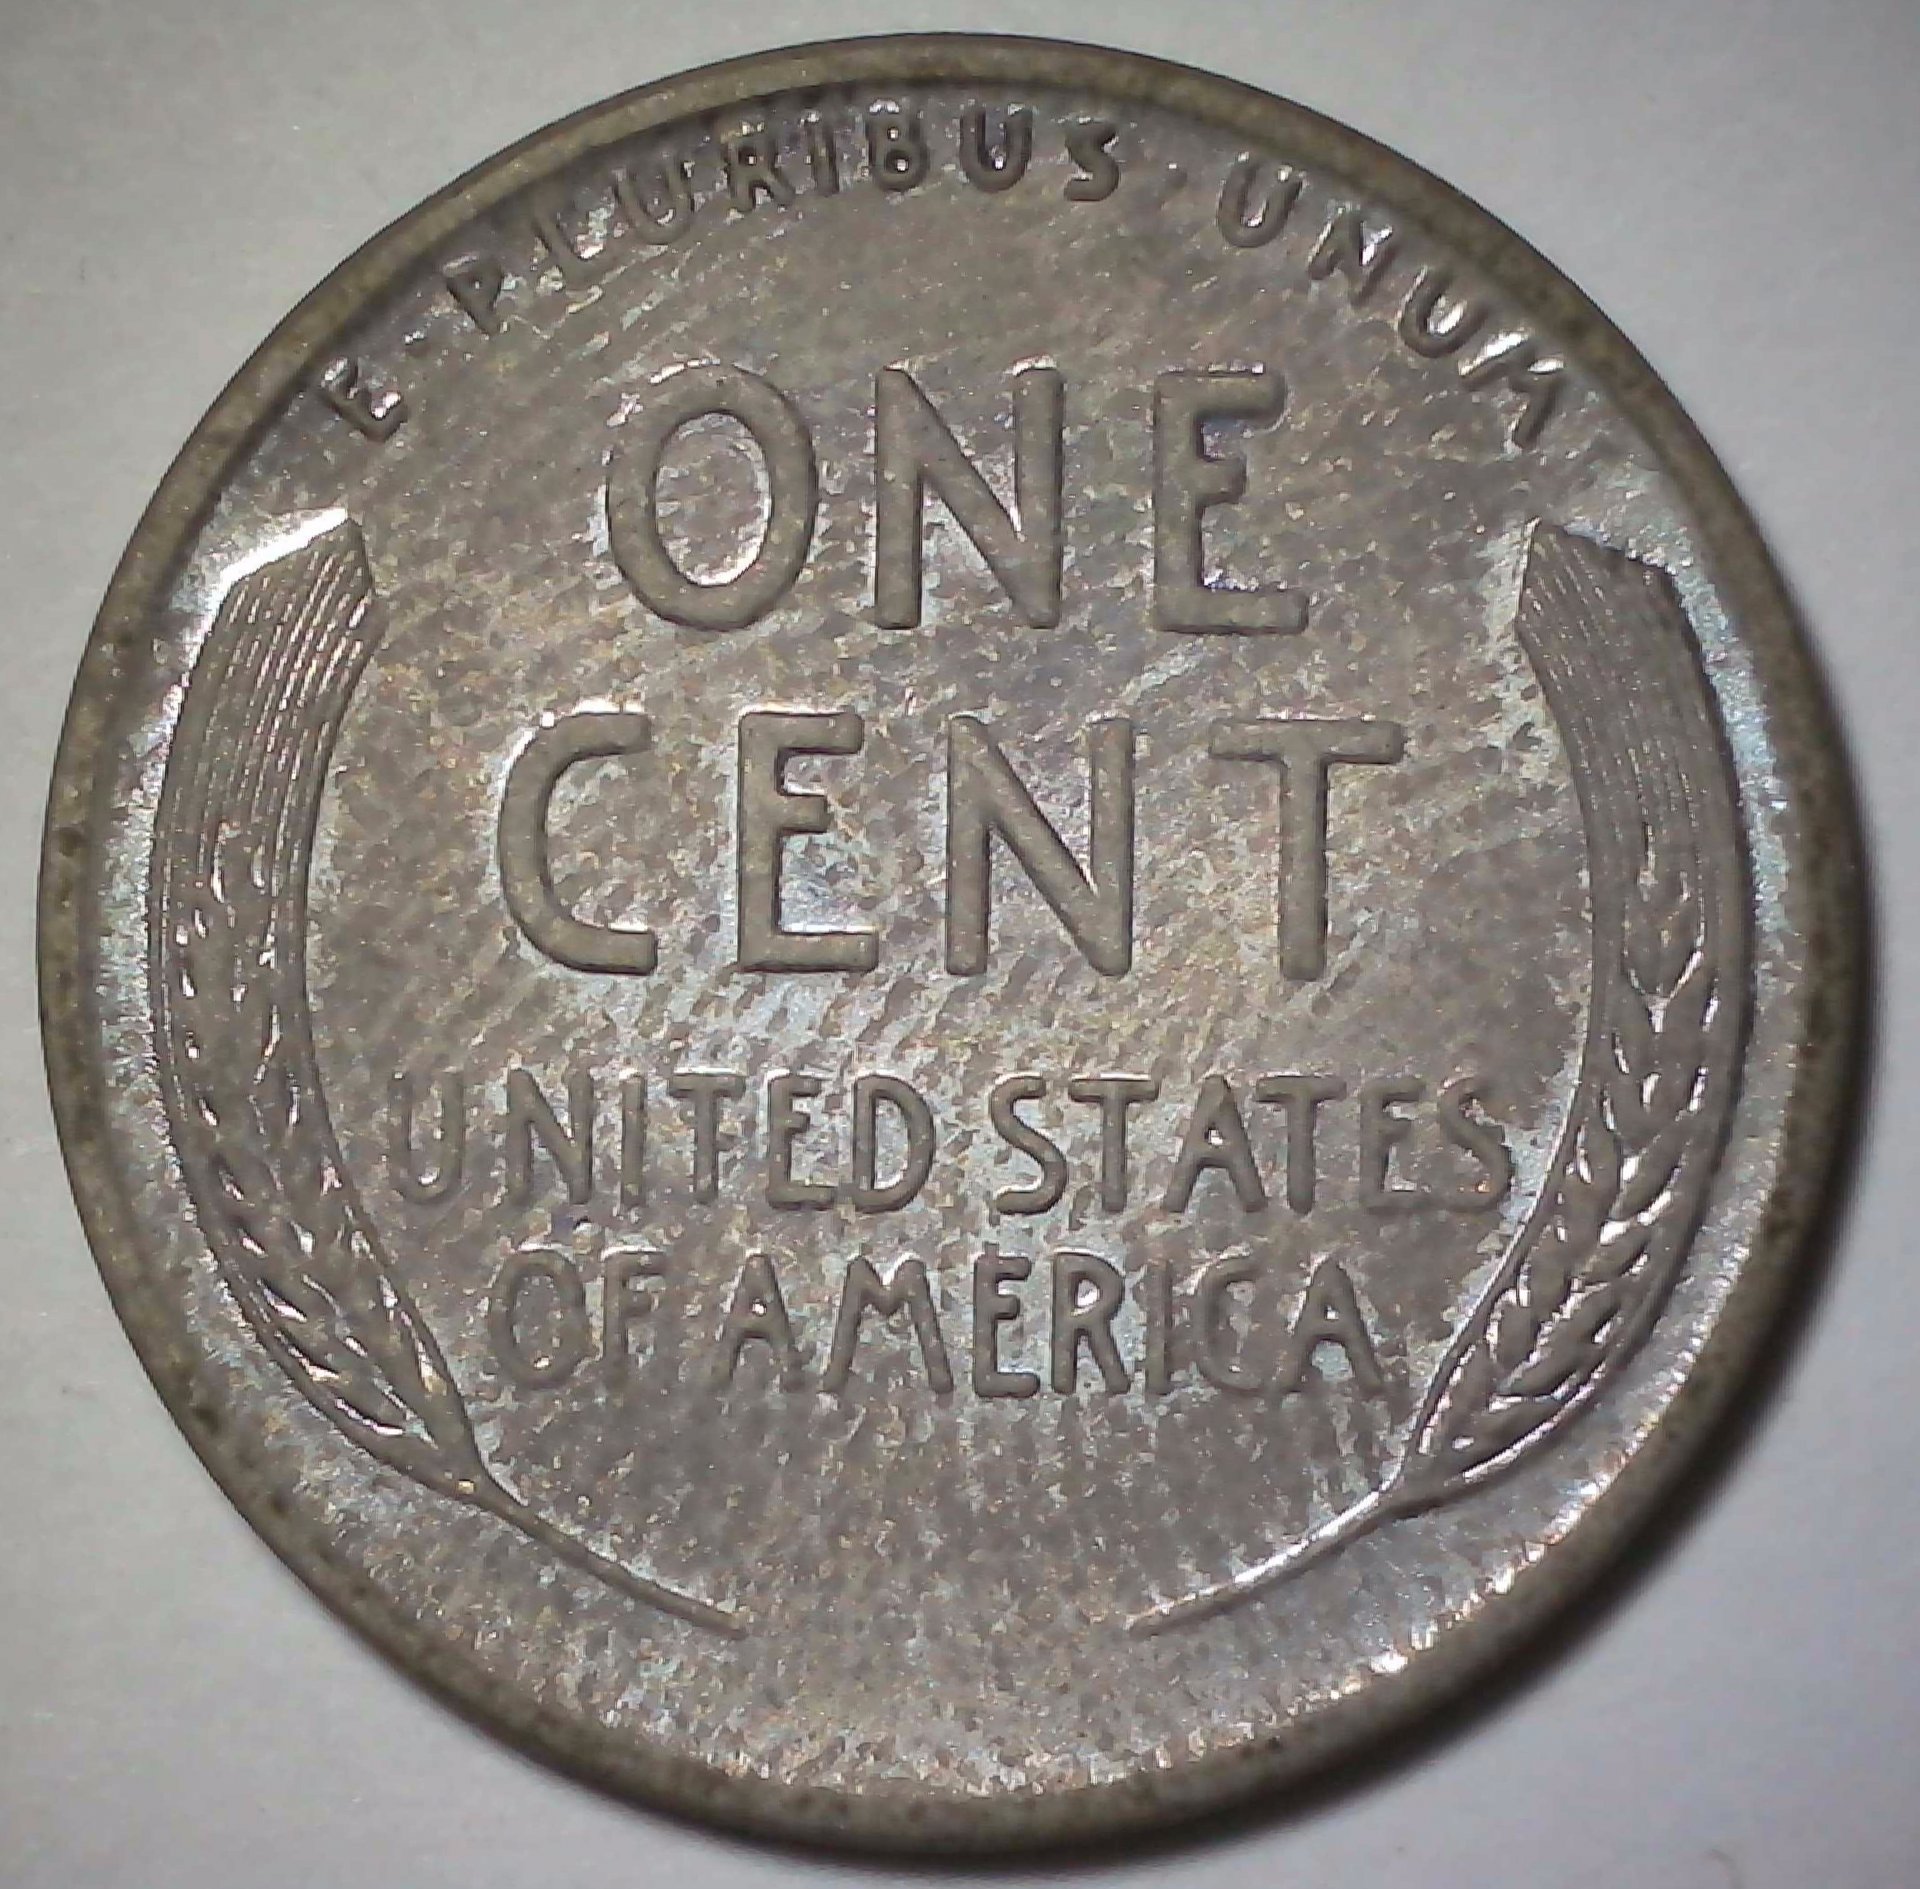 E·PLURIBUS·UNUM
ONE
CENT
UNITED STATES
OF AMERICA